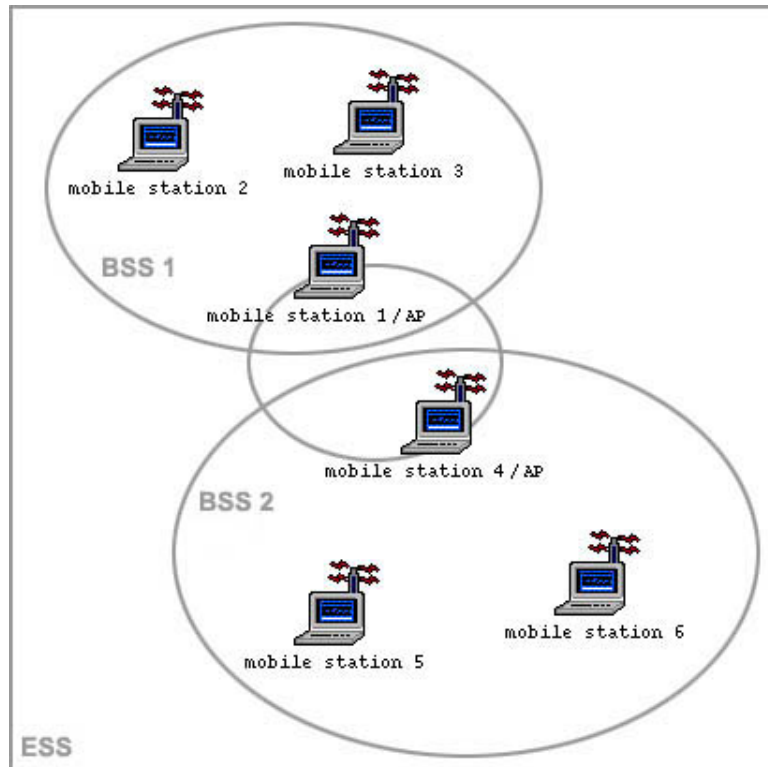 mobile station 2
mobile station 3
BSS 1
mobile station 1/AP
mobile station 4/AP
BSS 2
mobile station 5
mobile station 6
ESS